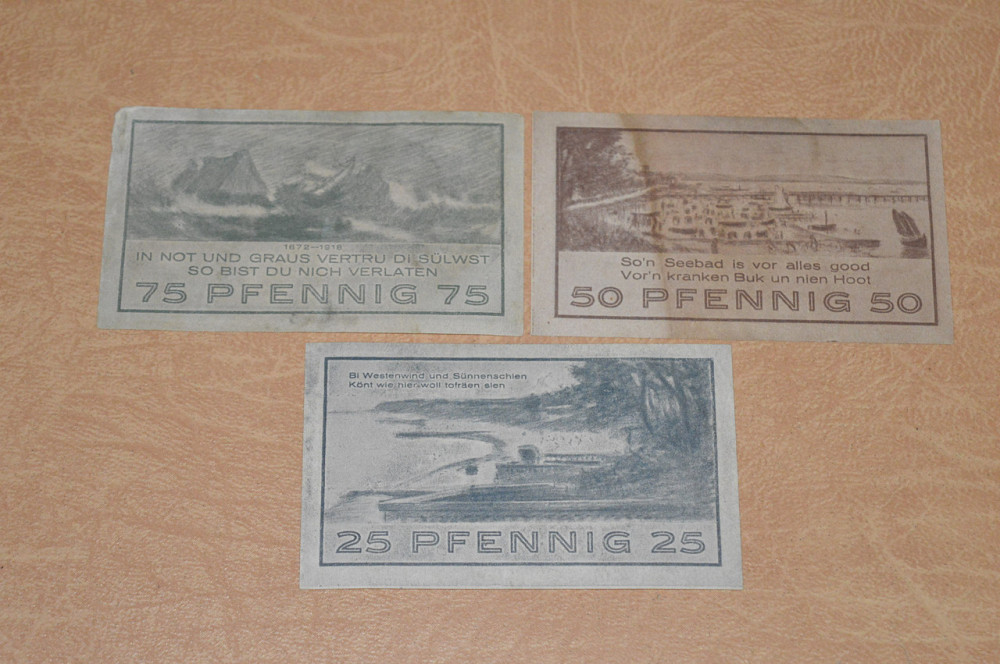 1872—1918
IN NOT UND GRAUS VERTRU DI SÜLWST
SO BIST DU NICH VERLATEN
75 PFENNIG 75
So'n Seebad is vor alles good
Vor'n kranken Buk un nien Hoot
50 PFENNIG 50
Bi Westenwind und Sünnenschien
Könt wie hier woll tofräen sien
25 PFENNIG 25